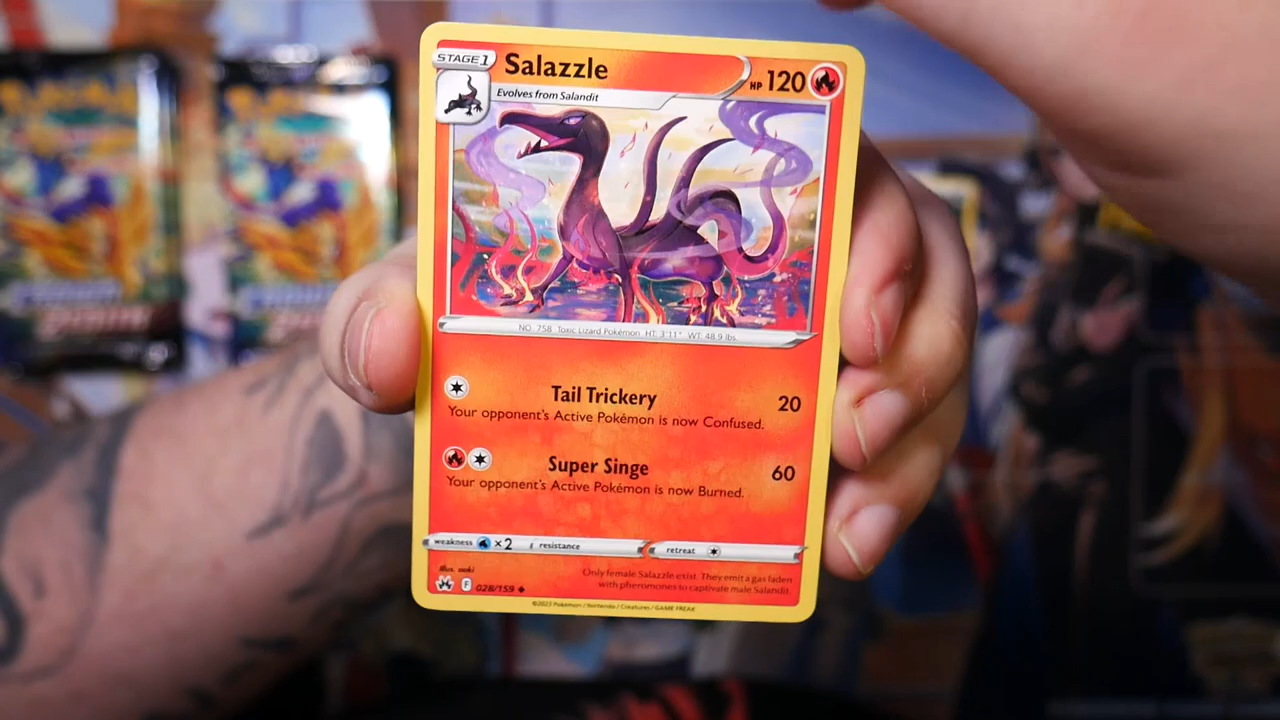 STAGE 1
Salazzle
HP 120
Evolves from Salandit
NO. 758 Toxic Lizard Pokémon HT: 3'11" WT: 48.9 lbs.
Tail Trickery 20
Your opponent's Active Pokémon is now Confused.
Super Singe 60
Your opponent's Active Pokémon is now Burned.
weakness ×2 resistance retreat
Illus. aoki
Only female Salazzle exist. They emit a gas laden
with pheromones to captivate male Salandit.
F 028/159
©2023 Pokémon / Nintendo / Creatures / GAME FREAK